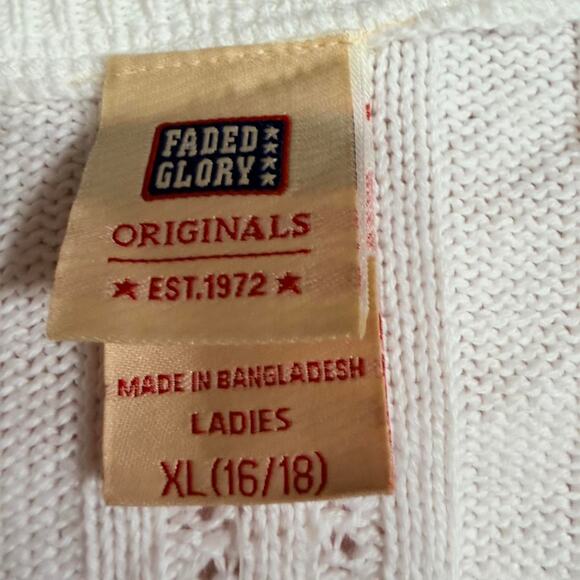 FADED
GLORY
ORIGINALS
★ EST.1972 ★
MADE IN BANGLADESH
LADIES
XL (16/18)